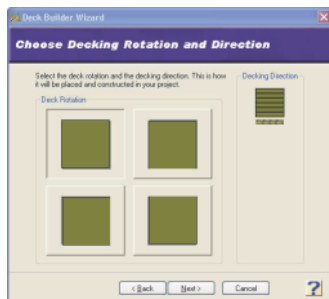 Deck Builder Wizard
Choose Decking Rotation and Direction
Select the deck rotation and the decking direction. This is how
it will be placed and constructed in your project.
Decking Direction
Deck Rotation
< Back
Next >
Cancel
?